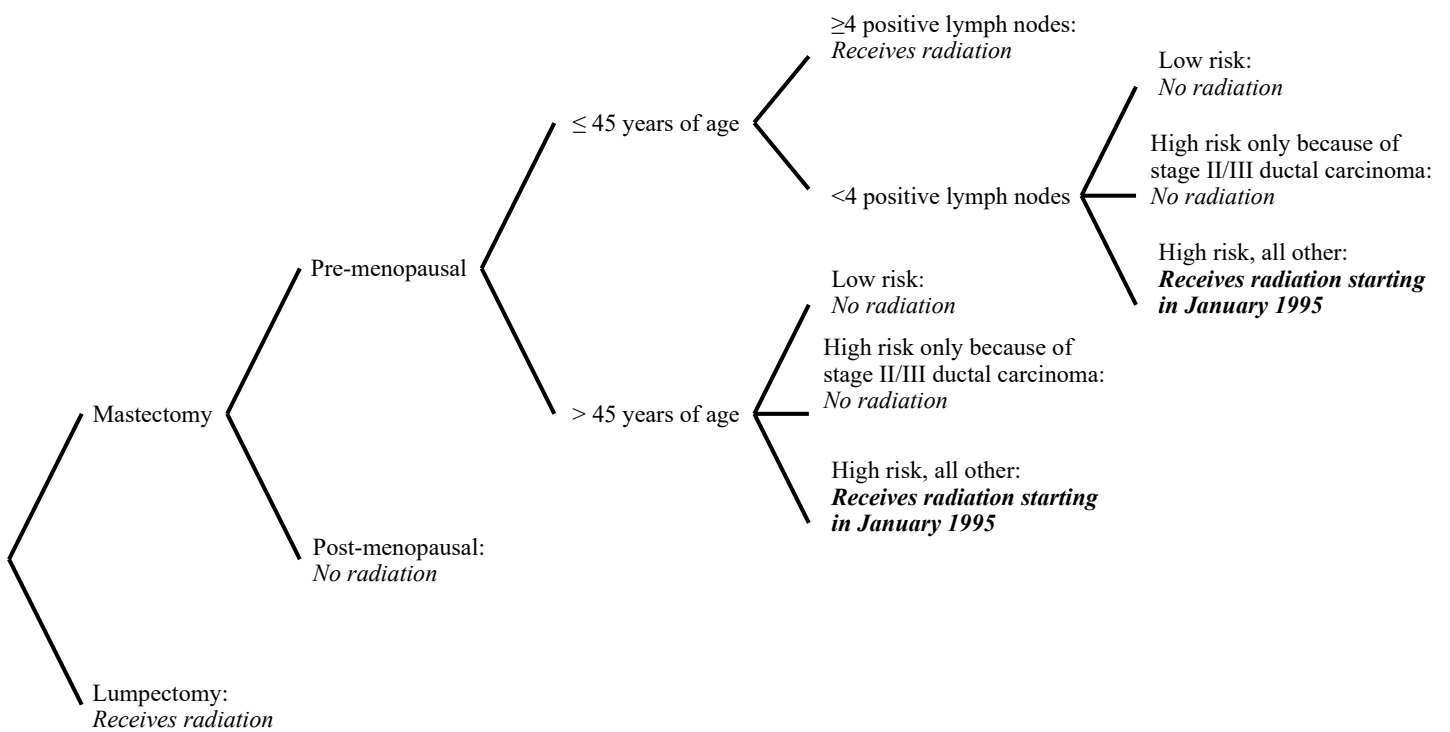 ≥4 positive lymph nodes:
Receives radiation
Low risk:
No radiation
≤ 45 years of age
High risk only because of
stage II/III ductal carcinoma:
No radiation
<4 positive lymph nodes
High risk, all other:
Receives radiation starting
in January 1995
Pre-menopausal
Low risk:
No radiation
High risk only because of
stage II/III ductal carcinoma:
No radiation
Mastectomy
> 45 years of age
High risk, all other:
Receives radiation starting
in January 1995
Post-menopausal:
No radiation
Lumpectomy:
Receives radiation